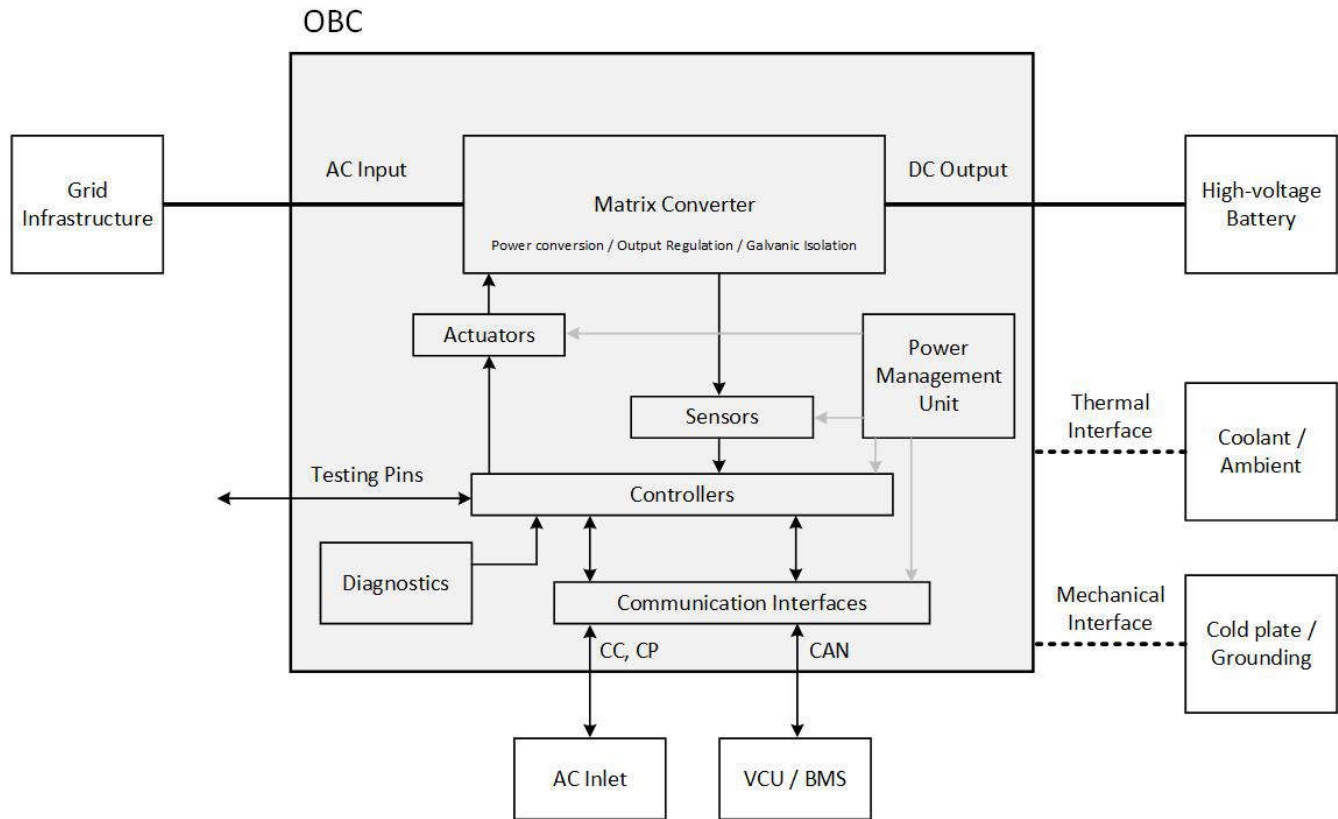 OBC
Grid
Infrastructure
AC Input
Matrix Converter
Power conversion / Output Regulation / Galvanic Isolation
DC Output
High-voltage
Battery
Actuators
Power
Management
Unit
Sensors
Thermal
Interface
Coolant /
Ambient
Testing Pins
Controllers
Diagnostics
Communication Interfaces
Mechanical
Interface
Cold plate /
Grounding
CC, CP
CAN
AC Inlet
VCU / BMS